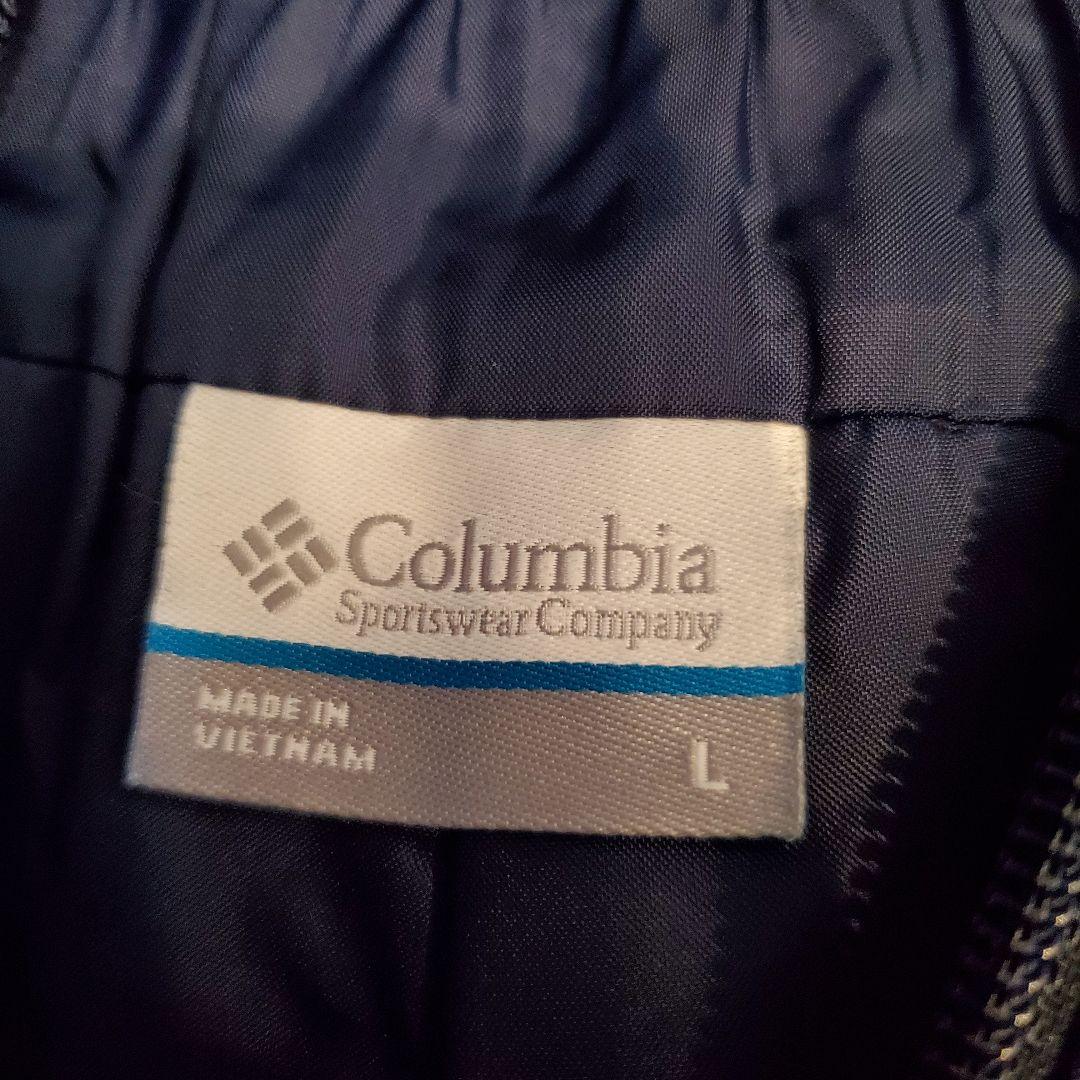 Columbia
Sportswear Company
MADE IN
VIETNAM
L